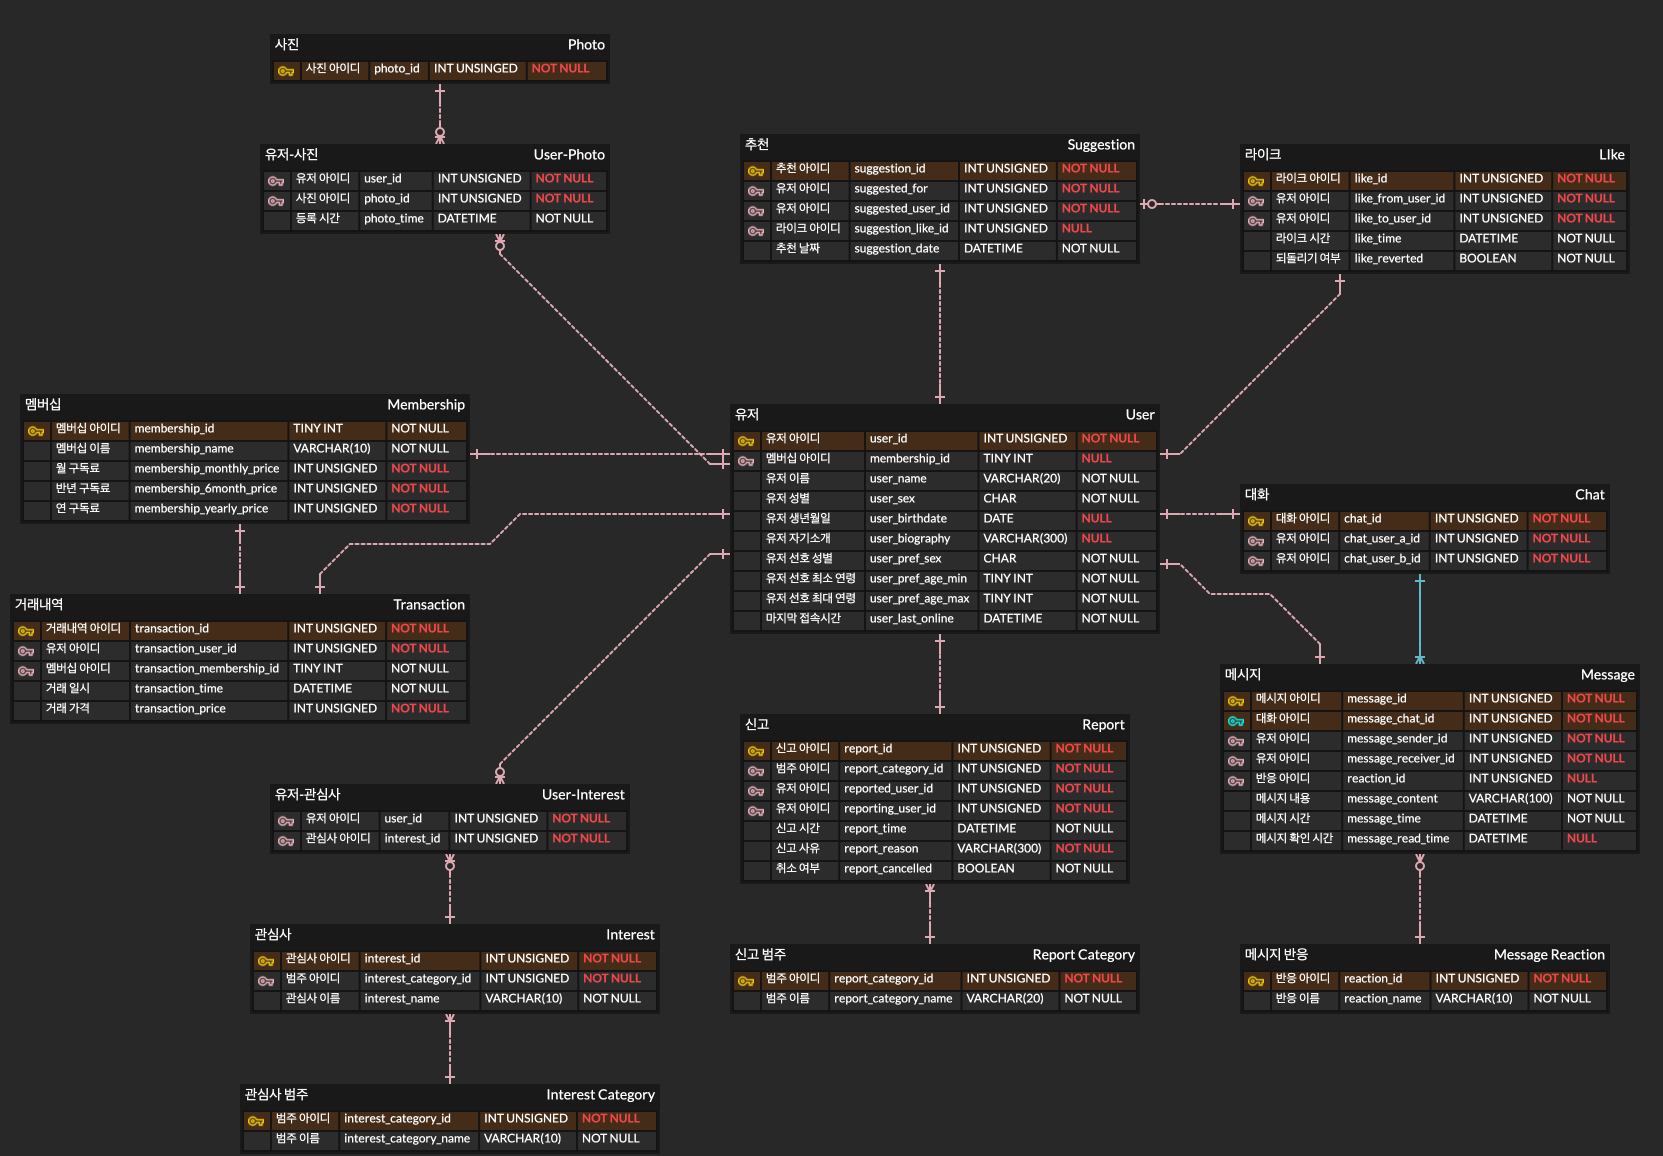 사진 Photo
사진 아이디 photo_id INT UNSINGED NOT NULL
유저-사진 User-Photo
유저 아이디 user_id INT UNSIGNED NOT NULL
사진 아이디 photo_id INT UNSIGNED NOT NULL
등록 시간 photo_time DATETIME NOT NULL
추천 Suggestion
추천 아이디 suggestion_id INT UNSIGNED NOT NULL
유저 아이디 suggested_for INT UNSIGNED NOT NULL
유저 아이디 suggested_user_id INT UNSIGNED NOT NULL
라이크 아이디 suggestion_like_id INT UNSIGNED NULL
추천 날짜 suggestion_date DATETIME NOT NULL
라이크 LIke
라이크 아이디 like_id INT UNSIGNED NOT NULL
유저 아이디 like_from_user_id INT UNSIGNED NOT NULL
유저 아이디 like_to_user_id INT UNSIGNED NOT NULL
라이크 시간 like_time DATETIME NOT NULL
되돌리기 여부 like_reverted BOOLEAN NOT NULL
멤버십 Membership
멤버십 아이디 membership_id TINY INT NOT NULL
멤버십 이름 membership_name VARCHAR(10) NOT NULL
월 구독료 membership_monthly_price INT UNSIGNED NOT NULL
반년 구독료 membership_6month_price INT UNSIGNED NOT NULL
연 구독료 membership_yearly_price INT UNSIGNED NOT NULL
유저 User
유저 아이디 user_id INT UNSIGNED NOT NULL
멤버십 아이디 membership_id TINY INT NULL
유저 이름 user_name VARCHAR(20) NOT NULL
유저 성별 user_sex CHAR NOT NULL
유저 생년월일 user_birthdate DATE NULL
유저 자기소개 user_biography VARCHAR(300) NULL
유저 선호 성별 user_pref_sex CHAR NOT NULL
유저 선호 최소 연령 user_pref_age_min TINY INT NOT NULL
유저 선호 최대 연령 user_pref_age_max TINY INT NOT NULL
마지막 접속시간 user_last_online DATETIME NOT NULL
대화 Chat
대화 아이디 chat_id INT UNSIGNED NOT NULL
유저 아이디 chat_user_a_id INT UNSIGNED NOT NULL
유저 아이디 chat_user_b_id INT UNSIGNED NOT NULL
거래내역 Transaction
거래내역 아이디 transaction_id INT UNSIGNED NOT NULL
유저 아이디 transaction_user_id INT UNSIGNED NOT NULL
멤버십 아이디 transaction_membership_id TINY INT NOT NULL
거래 일시 transaction_time DATETIME NOT NULL
거래 가격 transaction_price INT UNSIGNED NOT NULL
메시지 Message
메시지 아이디 message_id INT UNSIGNED NOT NULL
대화 아이디 message_chat_id INT UNSIGNED NOT NULL
유저 아이디 message_sender_id INT UNSIGNED NOT NULL
유저 아이디 message_receiver_id INT UNSIGNED NOT NULL
반응 아이디 reaction_id INT UNSIGNED NULL
메시지 내용 message_content VARCHAR(100) NOT NULL
메시지 시간 message_time DATETIME NOT NULL
메시지 확인 시간 message_read_time DATETIME NULL
신고 Report
신고 아이디 report_id INT UNSIGNED NOT NULL
범주 아이디 report_category_id INT UNSIGNED NOT NULL
유저 아이디 reported_user_id INT UNSIGNED NOT NULL
유저 아이디 reporting_user_id INT UNSIGNED NOT NULL
신고 시간 report_time DATETIME NOT NULL
신고 사유 report_reason VARCHAR(300) NOT NULL
취소 여부 report_cancelled BOOLEAN NOT NULL
유저-관심사 User-Interest
유저 아이디 user_id INT UNSIGNED NOT NULL
관심사 아이디 interest_id INT UNSIGNED NOT NULL
관심사 Interest
관심사 아이디 interest_id INT UNSIGNED NOT NULL
범주 아이디 interest_category_id INT UNSIGNED NOT NULL
관심사 이름 interest_name VARCHAR(10) NOT NULL
신고 범주 Report Category
범주 아이디 report_category_id INT UNSIGNED NOT NULL
범주 이름 report_category_name VARCHAR(20) NOT NULL
메시지 반응 Message Reaction
반응 아이디 reaction_id INT UNSIGNED NOT NULL
반응 이름 reaction_name VARCHAR(10) NOT NULL
관심사 범주 Interest Category
범주 아이디 interest_category_id INT UNSIGNED NOT NULL
범주 이름 interest_category_name VARCHAR(10) NOT NULL